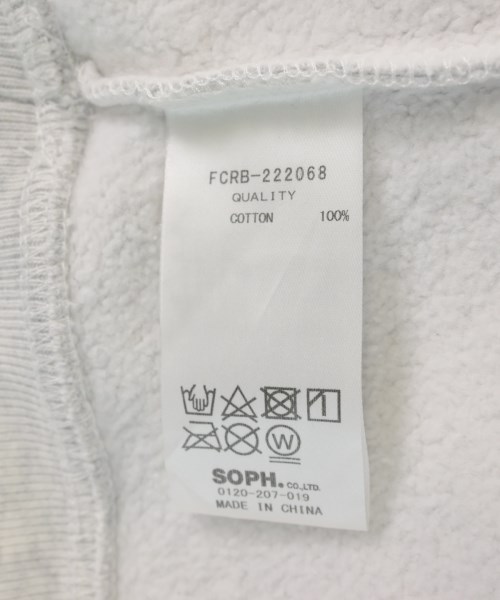 FCRB-222068
QUALITY
COTTON 100%
W
SOPH. CO.,LTD.
0120-207-019
MADE IN CHINA